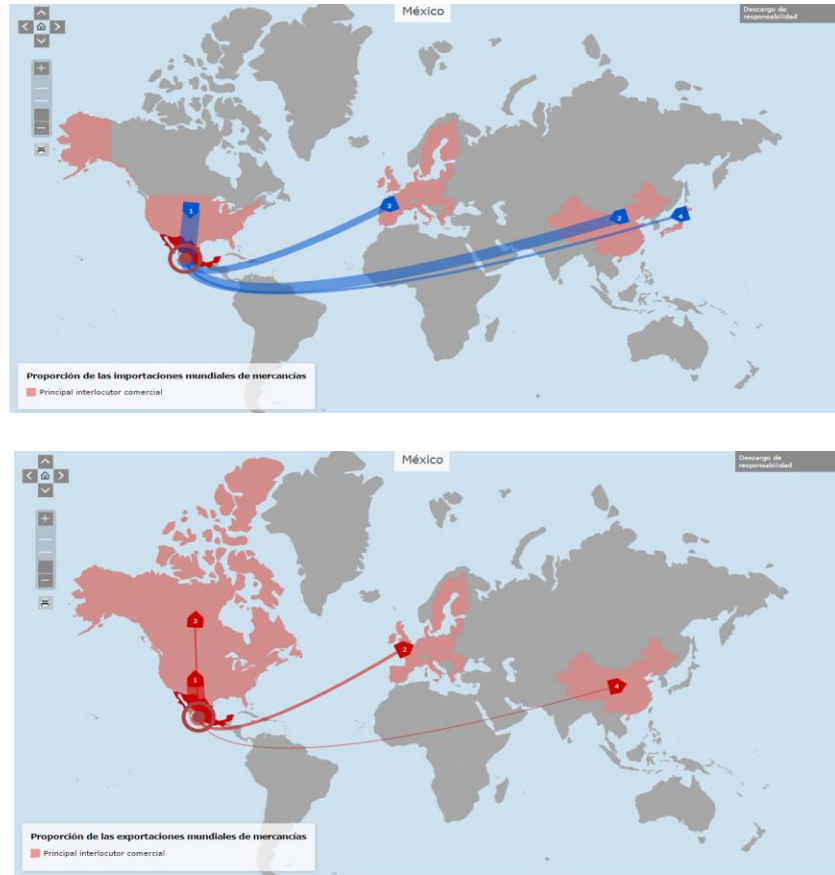 México
Descargo de
responsabilidad
+
1
3
2
4
Proporción de las importaciones mundiales de mercancías
Principal interlocutor comercial
México
Descargo de
responsabilidad
+
3
2
1
4
Proporción de las exportaciones mundiales de mercancías
Principal interlocutor comercial